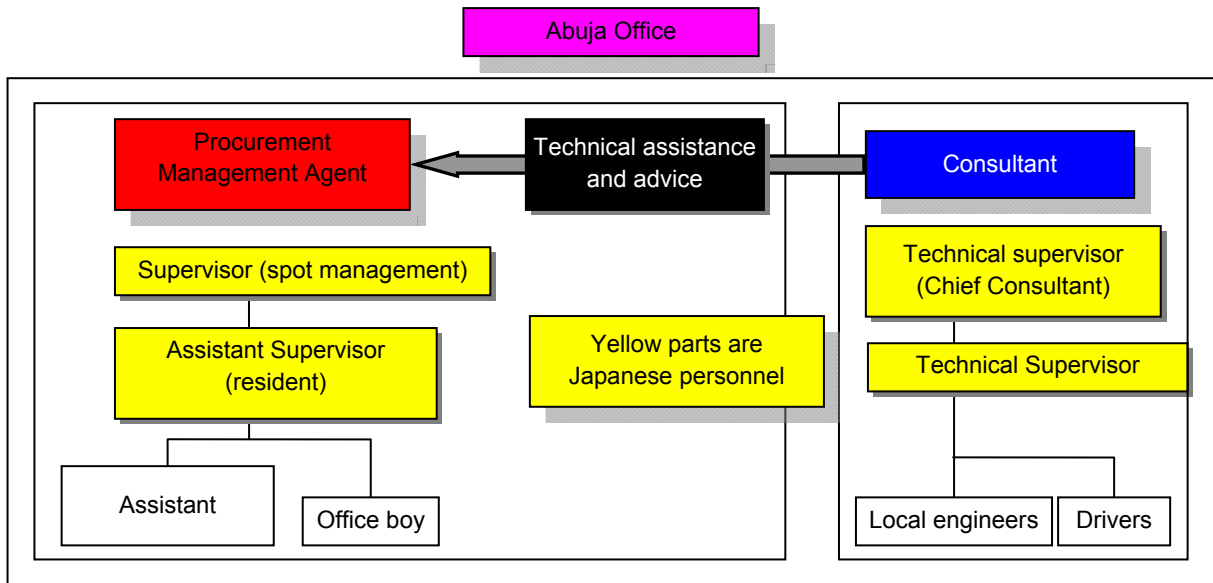 Abuja Office
Procurement
Management Agent
Technical assistance
and advice
Consultant
Supervisor (spot management)
Technical supervisor
(Chief Consultant)
Assistant Supervisor
(resident)
Yellow parts are
Japanese personnel
Technical Supervisor
Assistant
Office boy
Local engineers
Drivers